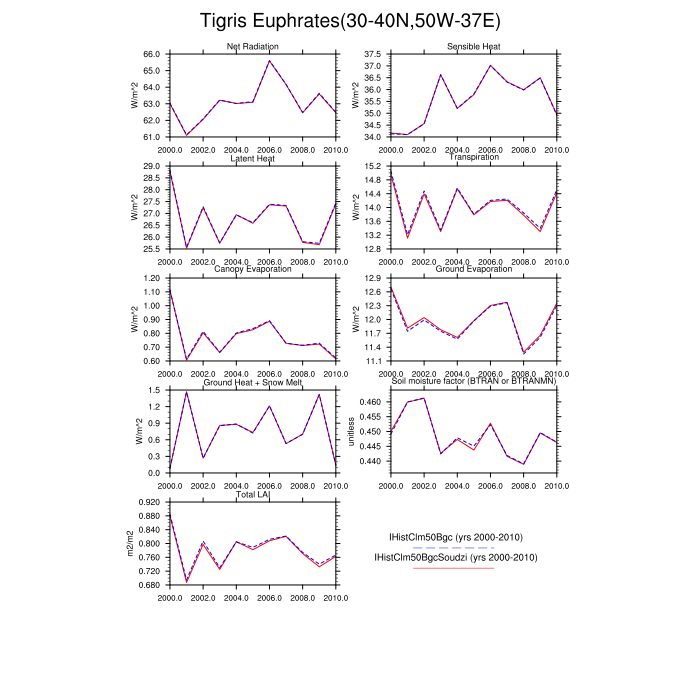 Tigris Euphrates(30-40N,50W-37E)
Net Radiation
W/m^2
66.0
65.0
64.0
63.0
62.0
61.0
2000.0 2002.0 2004.0 2006.0 2008.0 2010.0
Sensible Heat
W/m^2
37.5
37.0
36.5
36.0
35.5
35.0
34.5
34.0
2000.0 2002.0 2004.0 2006.0 2008.0 2010.0
Latent Heat
W/m^2
29.0
28.5
28.0
27.5
27.0
26.5
26.0
25.5
2000.0 2002.0 2004.0 2006.0 2008.0 2010.0
Transpiration
W/m^2
15.2
14.8
14.4
14.0
13.6
13.2
12.8
2000.0 2002.0 2004.0 2006.0 2008.0 2010.0
Canopy Evaporation
W/m^2
1.20
1.10
1.00
0.90
0.80
0.70
0.60
2000.0 2002.0 2004.0 2006.0 2008.0 2010.0
Ground Evaporation
W/m^2
12.9
12.6
12.3
12.0
11.7
11.4
11.1
2000.0 2002.0 2004.0 2006.0 2008.0 2010.0
Ground Heat + Snow Melt
W/m^2
1.5
1.2
0.9
0.6
0.3
0.0
2000.0 2002.0 2004.0 2006.0 2008.0 2010.0
Soil moisture factor (BTRAN or BTRANMN)
unitless
0.460
0.455
0.450
0.445
0.440
2000.0 2002.0 2004.0 2006.0 2008.0 2010.0
Total LAI
m2/m2
0.920
0.880
0.840
0.800
0.760
0.720
0.680
2000.0 2002.0 2004.0 2006.0 2008.0 2010.0
IHistClm50Bgc (yrs 2000-2010)
IHistClm50BgcSoudzi (yrs 2000-2010)